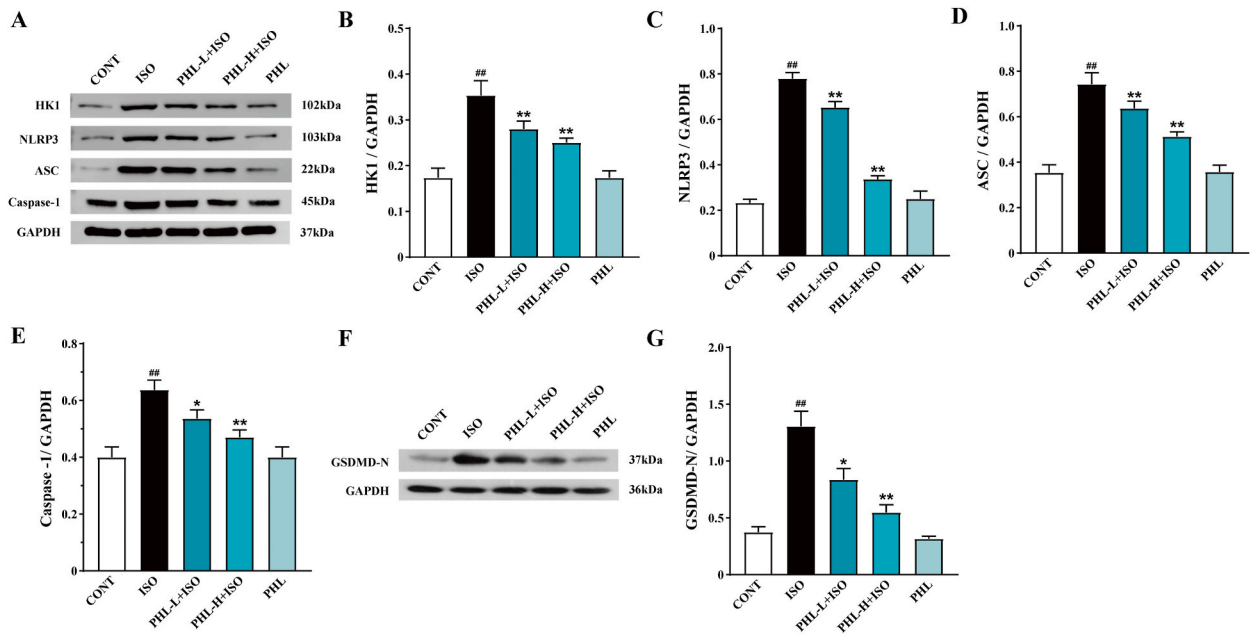 A
CONT ISO PHL-L+ISO PHL-H+ISO PHL
HK1 102kDa
NLRP3 103kDa
ASC 22kDa
Caspase-1 45kDa
GAPDH 37kDa
B
HK1 / GAPDH
0.5
0.4
0.3
0.2
0.1
0
##
**
**
CONT ISO PHL-L+ISO PHL-H+ISO PHL
C
NLRP3 / GAPDH
1.0
0.8
0.6
0.4
0.2
0
##
**
**
CONT ISO PHL-L+ISO PHL-H+ISO PHL
D
ASC / GAPDH
1.0
0.8
0.6
0.4
0.2
0
##
**
**
CONT ISO PHL-L+ISO PHL-H+ISO PHL
E
Caspase -1/ GAPDH
0.8
0.6
0.4
0.2
0
##
*
**
CONT ISO PHL-L+ISO PHL-H+ISO PHL
F
CONT ISO PHL-L+ISO PHL-H+ISO PHL
GSDMD-N 37kDa
GAPDH 36kDa
G
GSDMD-N/ GAPDH
2.0
1.5
1.0
0.5
0
##
*
**
CONT ISO PHL-L+ISO PHL-H+ISO PHL